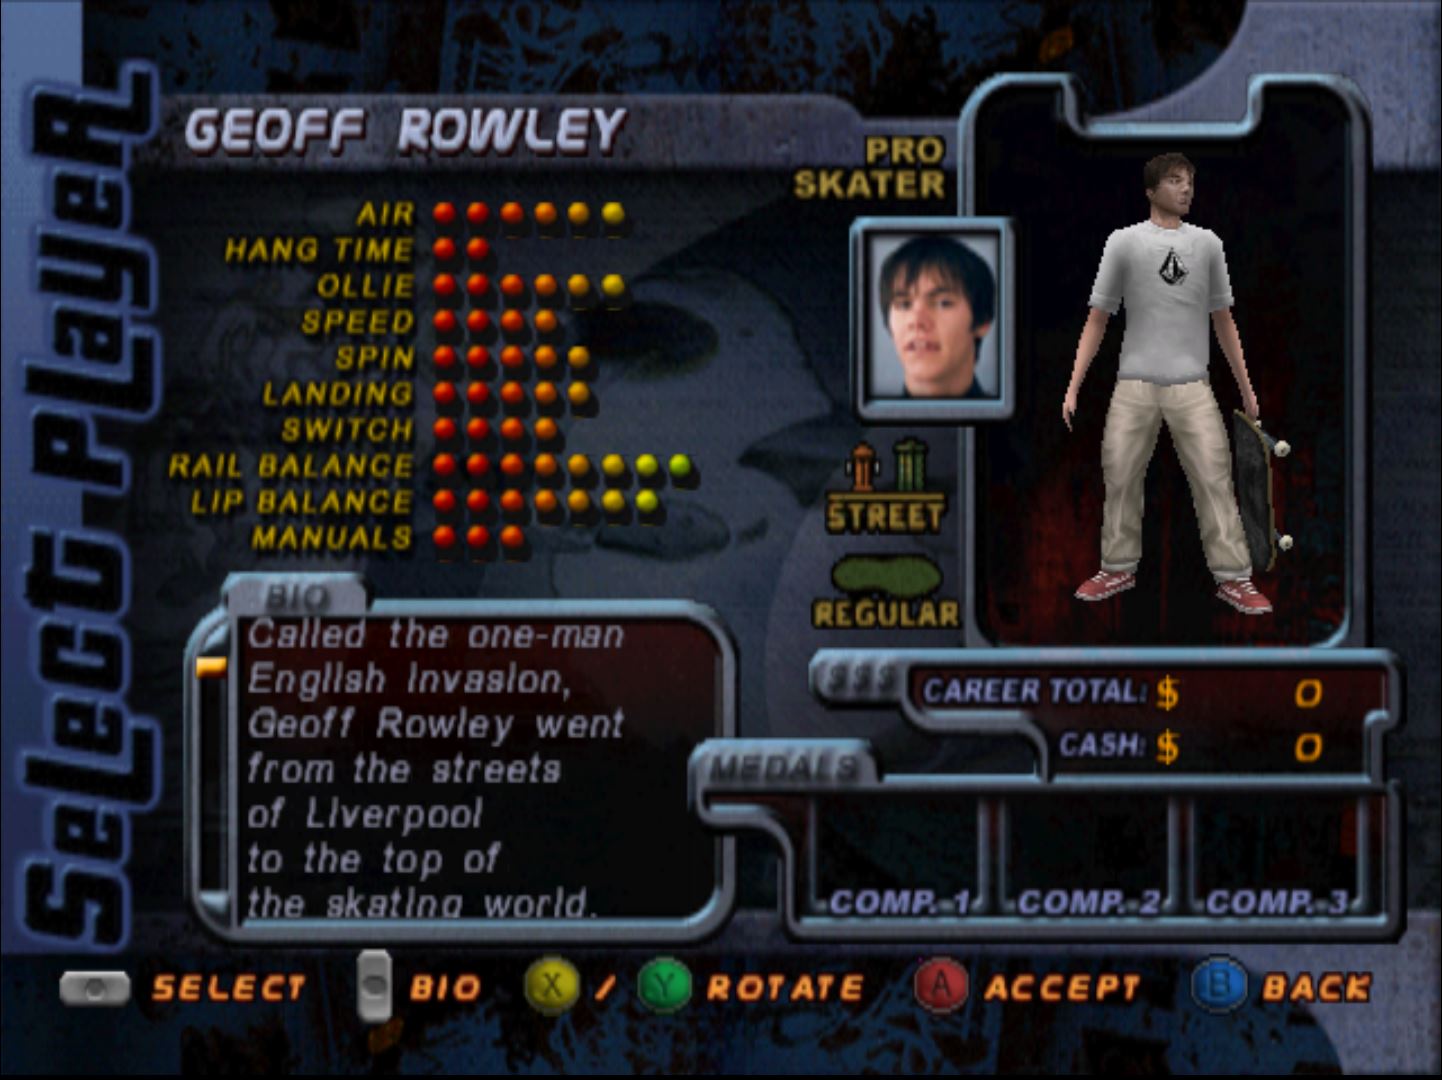 Select Player
GEOFF ROWLEY
PRO
SKATER
AIR
HANG TIME
OLLIE
SPEED
SPIN
LANDING
SWITCH
RAIL BALANCE
LIP BALANCE
MANUALS
STREET
REGULAR
BIO
Called the one-man
English Invasion,
Geoff Rowley went
from the streets
of Liverpool
to the top of
the skating world.
$$$
CAREER TOTAL: $ 0
CASH: $ 0
MEDALS
COMP. 1 COMP. 2 COMP. 3
SELECT BIO X / Y ROTATE A ACCEPT B BACK